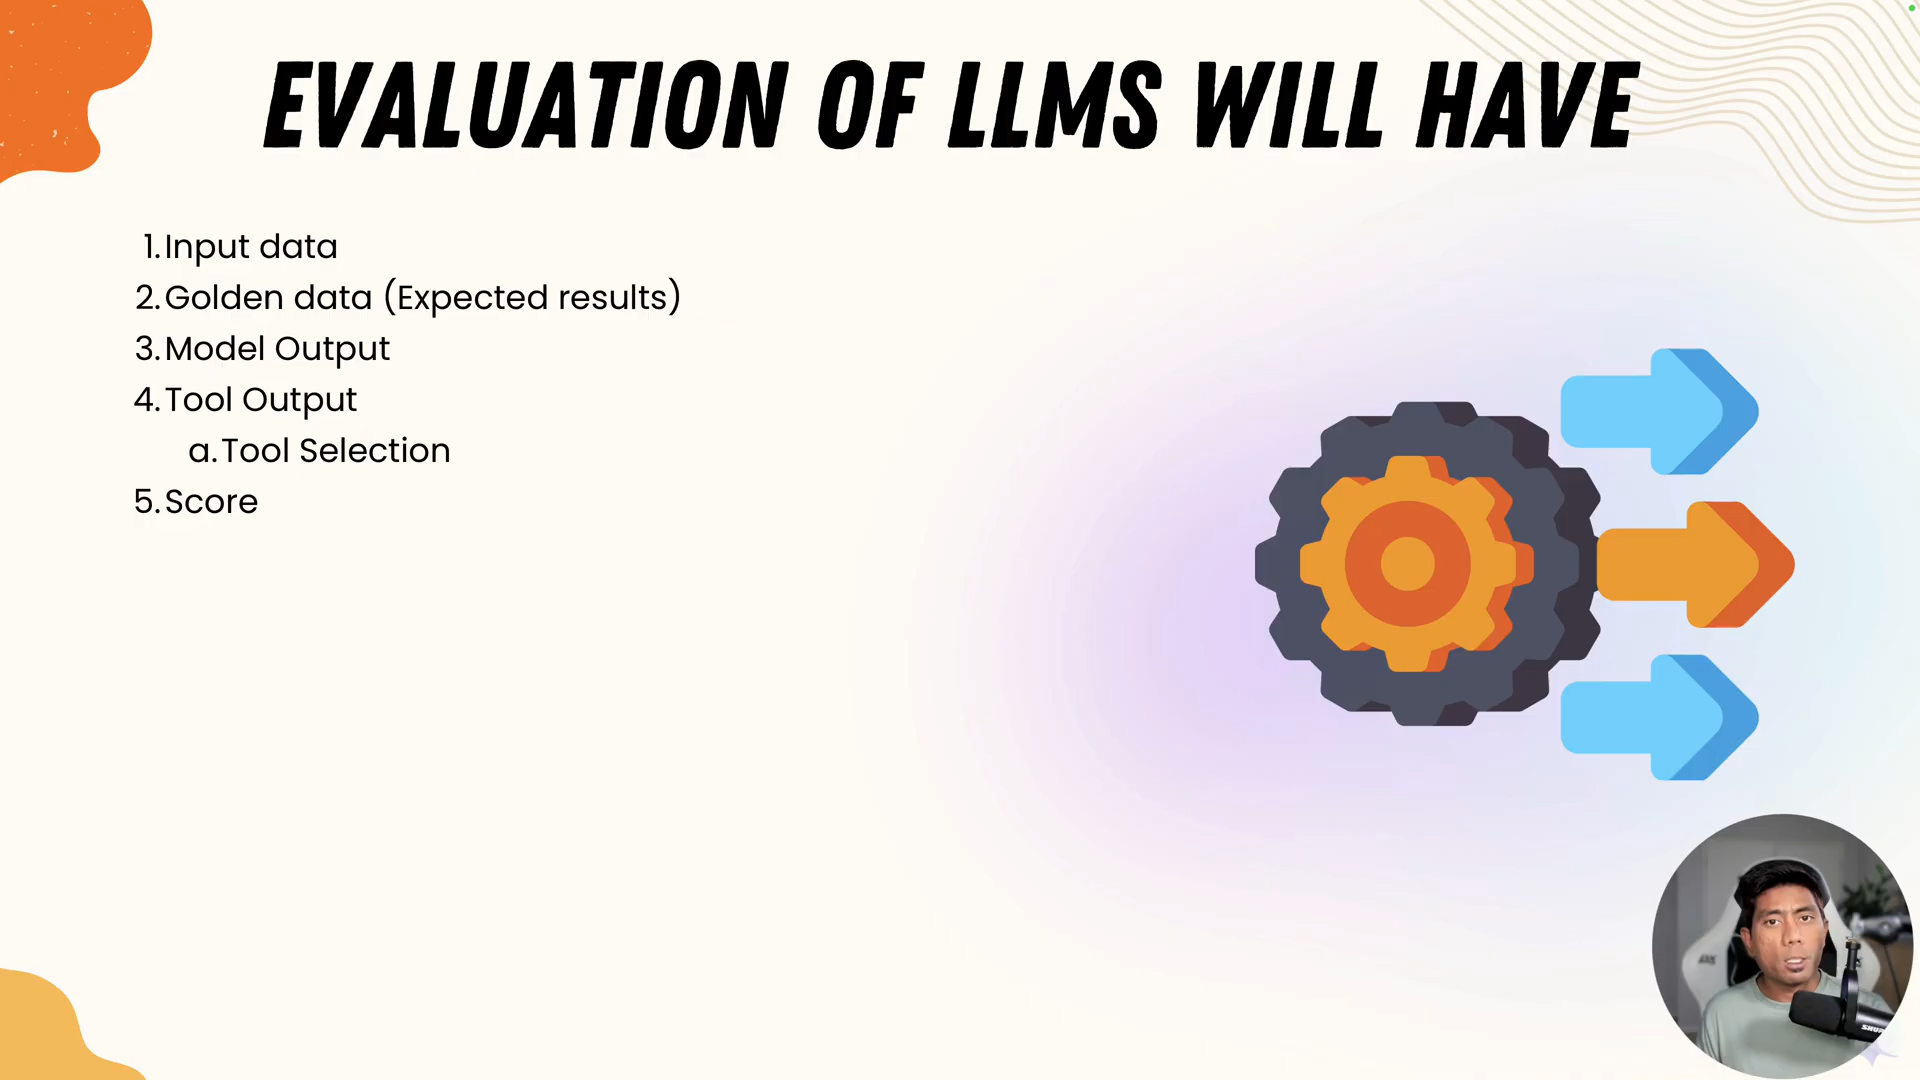 EVALUATION OF LLMS WILL HAVE
1. Input data
2. Golden data (Expected results)
3. Model Output
4. Tool Output
a. Tool Selection
5. Score